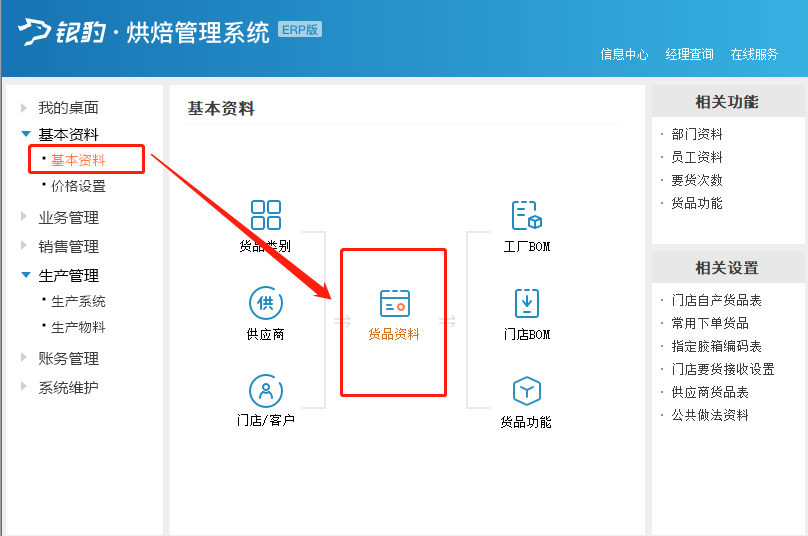 银豹·烘焙管理系统 ERP版
信息中心 经理查询 在线服务
我的桌面
基本资料
·基本资料
·价格设置
业务管理
销售管理
生产管理
·生产系统
·生产物料
账务管理
系统维护
基本资料
货品类别
供
供应商
门店/客户
货品资料
工厂BOM
门店BOM
货品功能
相关功能
·部门资料
·员工资料
·要货次数
·货品功能
相关设置
·门店自产货品表
·常用下单货品
·指定胶箱编码表
·门店要货接收设置
·供应商货品表
·公共做法资料